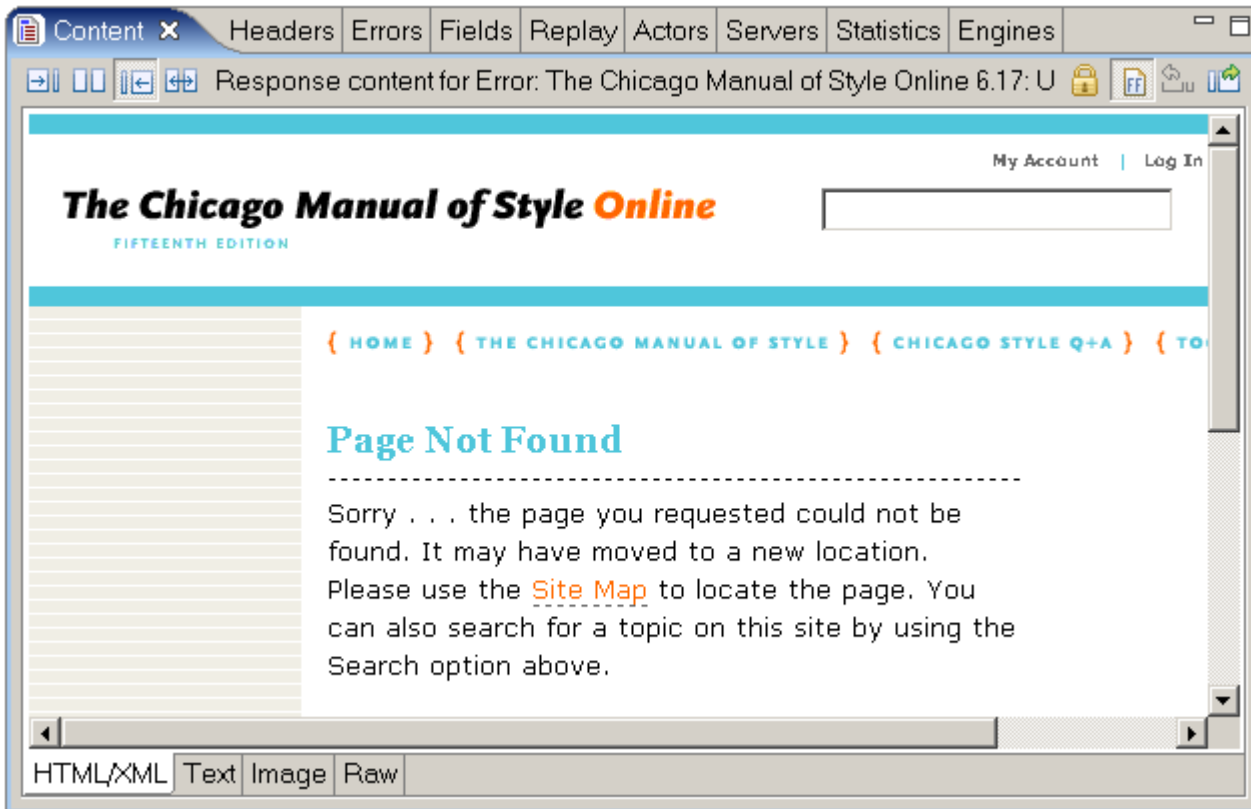 Content Headers Errors Fields Replay Actors Servers Statistics Engines
Response content for Error: The Chicago Manual of Style Online 6.17: U
My Account | Log In
The Chicago Manual of Style Online
FIFTEENTH EDITION
{ HOME } { THE CHICAGO MANUAL OF STYLE } { CHICAGO STYLE Q+A } { TO
Page Not Found
Sorry . . . the page you requested could not be
found. It may have moved to a new location.
Please use the Site Map to locate the page. You
can also search for a topic on this site by using the
Search option above.
HTML/XML Text Image Raw